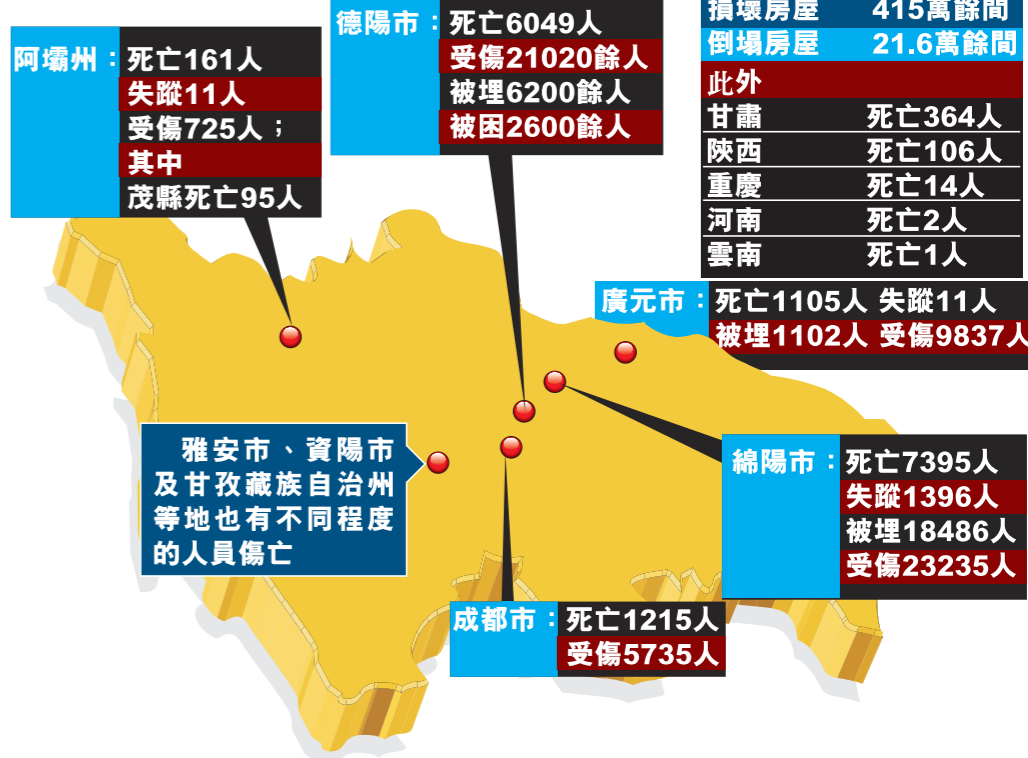 阿壩州：死亡161人
失蹤11人
受傷725人；
其中
茂縣死亡95人
德陽市：死亡6049人
受傷21020餘人
被埋6200餘人
被困2600餘人
損壞房屋 415萬餘間
倒塌房屋 21.6萬餘間
此外
甘肅 死亡364人
陝西 死亡106人
重慶 死亡14人
河南 死亡2人
雲南 死亡1人
廣元市：死亡1105人 失蹤11人
被埋1102人 受傷9837人
雅安市、資陽市
及甘孜藏族自治州
等地也有不同程度
的人員傷亡
綿陽市：死亡7395人
失蹤1396人
被埋18486人
受傷23235人
成都市：死亡1215人
受傷5735人